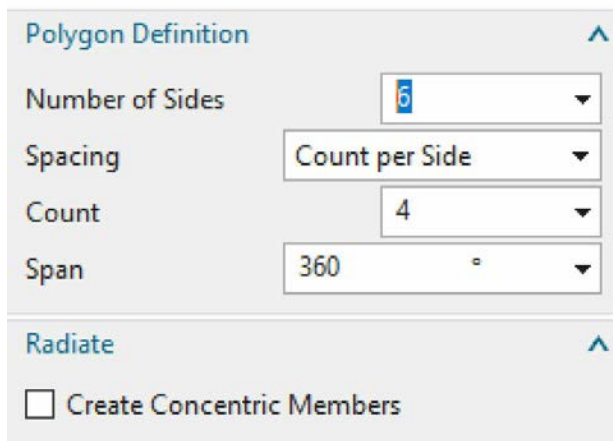 Polygon Definition
Number of Sides 6
Spacing Count per Side
Count 4
Span 360 °
Radiate
Create Concentric Members